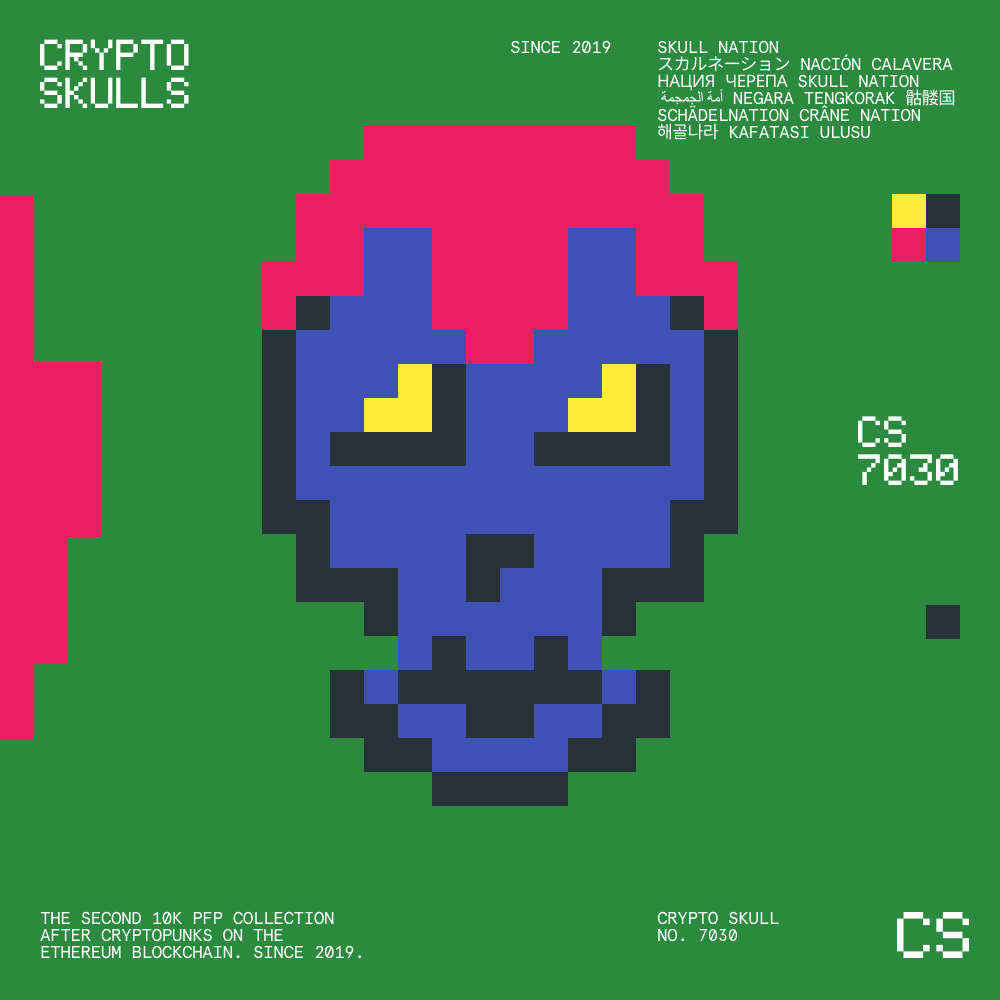 CRYPTO
SKULLS
SINCE 2019
SKULL NATION
スカルネーション NACIÓN CALAVERA
НАЦИЯ ЧЕРЕПА SKULL NATION
أمة الجمجمة NEGARA TENGKORAK 骷髅国
SCHÄDELNATION CRÂNE NATION
해골나라 KAFATASI ULUSU
CS
7030
THE SECOND 10K PFP COLLECTION
AFTER CRYPTOPUNKS ON THE
ETHEREUM BLOCKCHAIN. SINCE 2019.
CRYPTO SKULL
NO. 7030
CS